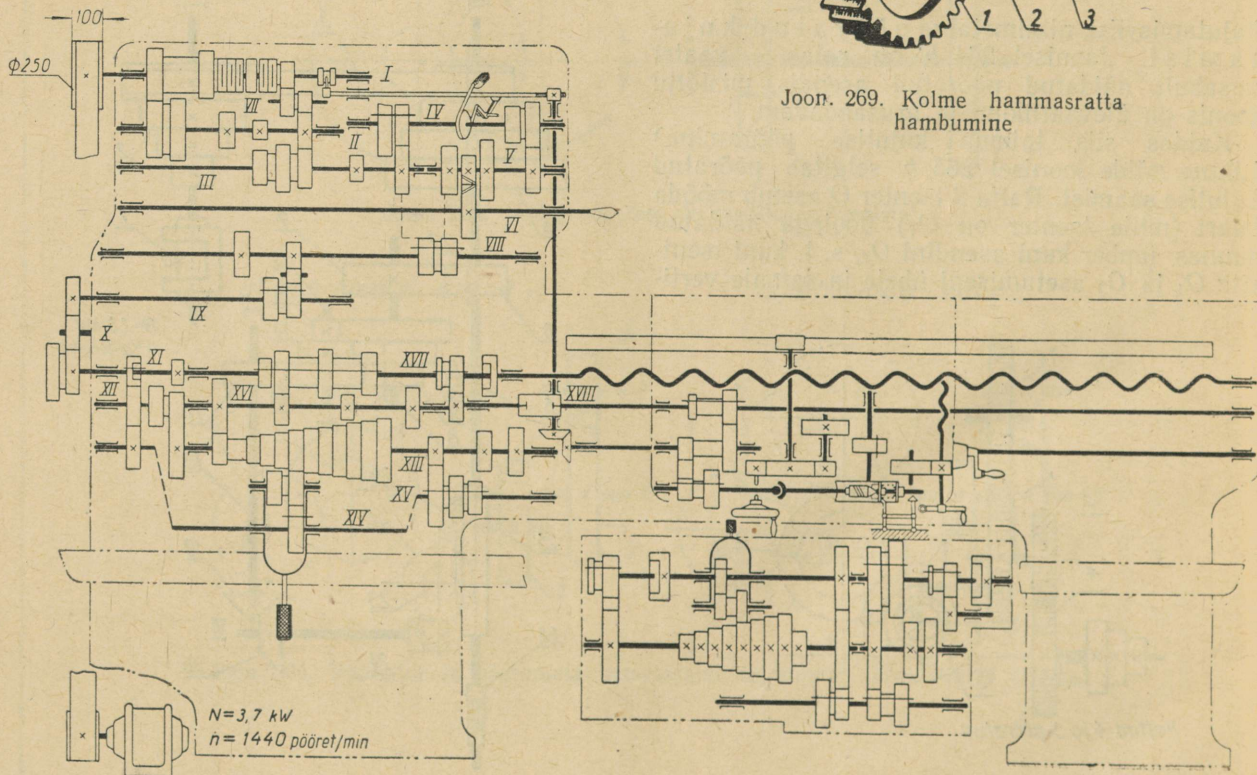 1 2 3
Joon. 269. Kolme hammasratta
hambumine
100
Φ250
I
VII
IV
II
V
III
VI
VIII
IX
X
XI
XVII
XII
XVI
XVIII
XIII
XV
XIV
N=3,7 kW
n=1440 pööret/min